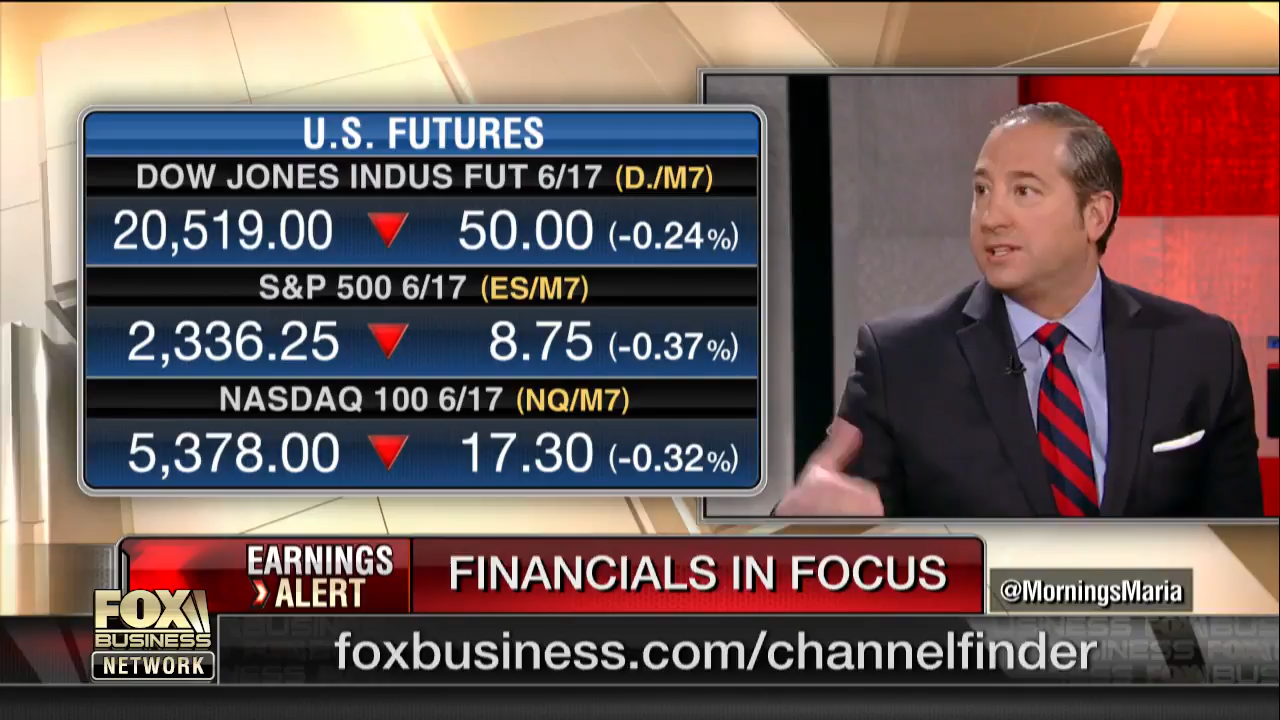 U.S. FUTURES
DOW JONES INDUS FUT 6/17 (D./M7)
20,519.00 50.00 (-0.24%)
S&P 500 6/17 (ES/M7)
2,336.25 8.75 (-0.37%)
NASDAQ 100 6/17 (NQ/M7)
5,378.00 17.30 (-0.32%)
EARNINGS
ALERT
FINANCIALS IN FOCUS
@MorningsMaria
FOX
BUSINESS
NETWORK
foxbusiness.com/channelfinder